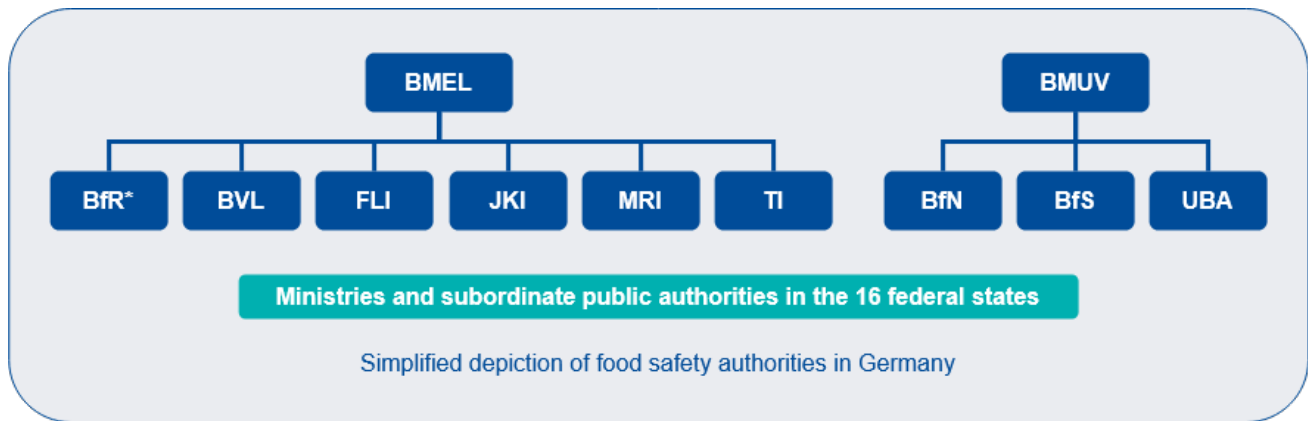 BMEL
BMUV
BfR*
BVL
FLI
JKI
MRI
TI
BfN
BfS
UBA
Ministries and subordinate public authorities in the 16 federal states
Simplified depiction of food safety authorities in Germany